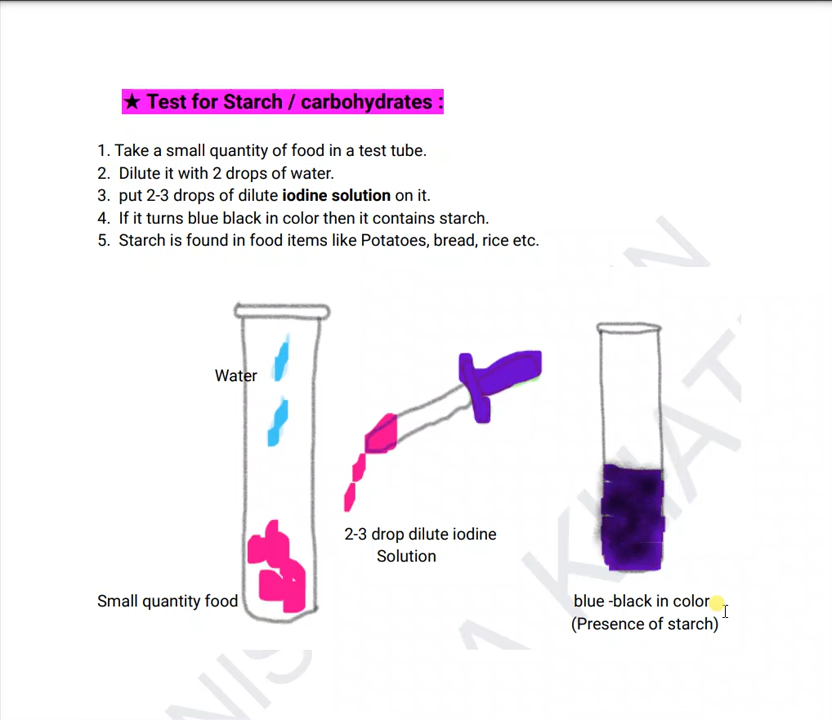 ★ Test for Starch / carbohydrates :
1. Take a small quantity of food in a test tube.
2. Dilute it with 2 drops of water.
3. put 2-3 drops of dilute iodine solution on it.
4. If it turns blue black in color then it contains starch.
5. Starch is found in food items like Potatoes, bread, rice etc.
Water
2-3 drop dilute iodine
Solution
Small quantity food
blue -black in color
(Presence of starch)